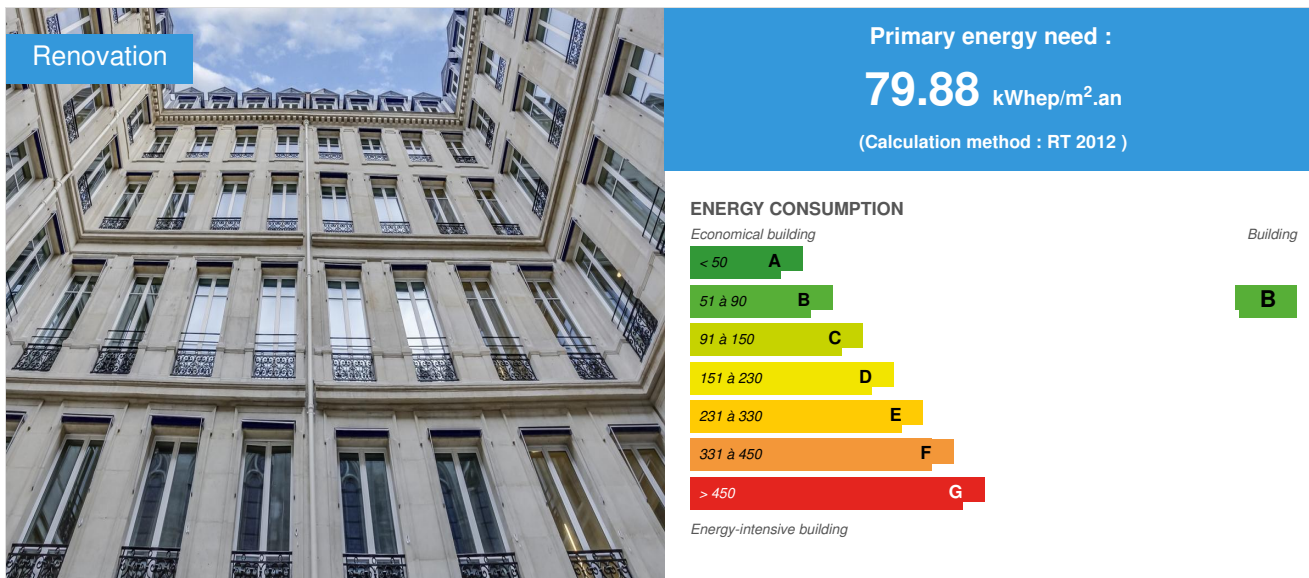 Renovation
Primary energy need :
79.88 kWhep/m².an
(Calculation method : RT 2012 )
ENERGY CONSUMPTION
Economical building
Building
< 50 A
51 à 90 B
B
91 à 150 C
151 à 230 D
231 à 330 E
331 à 450 F
> 450 G
Energy-intensive building